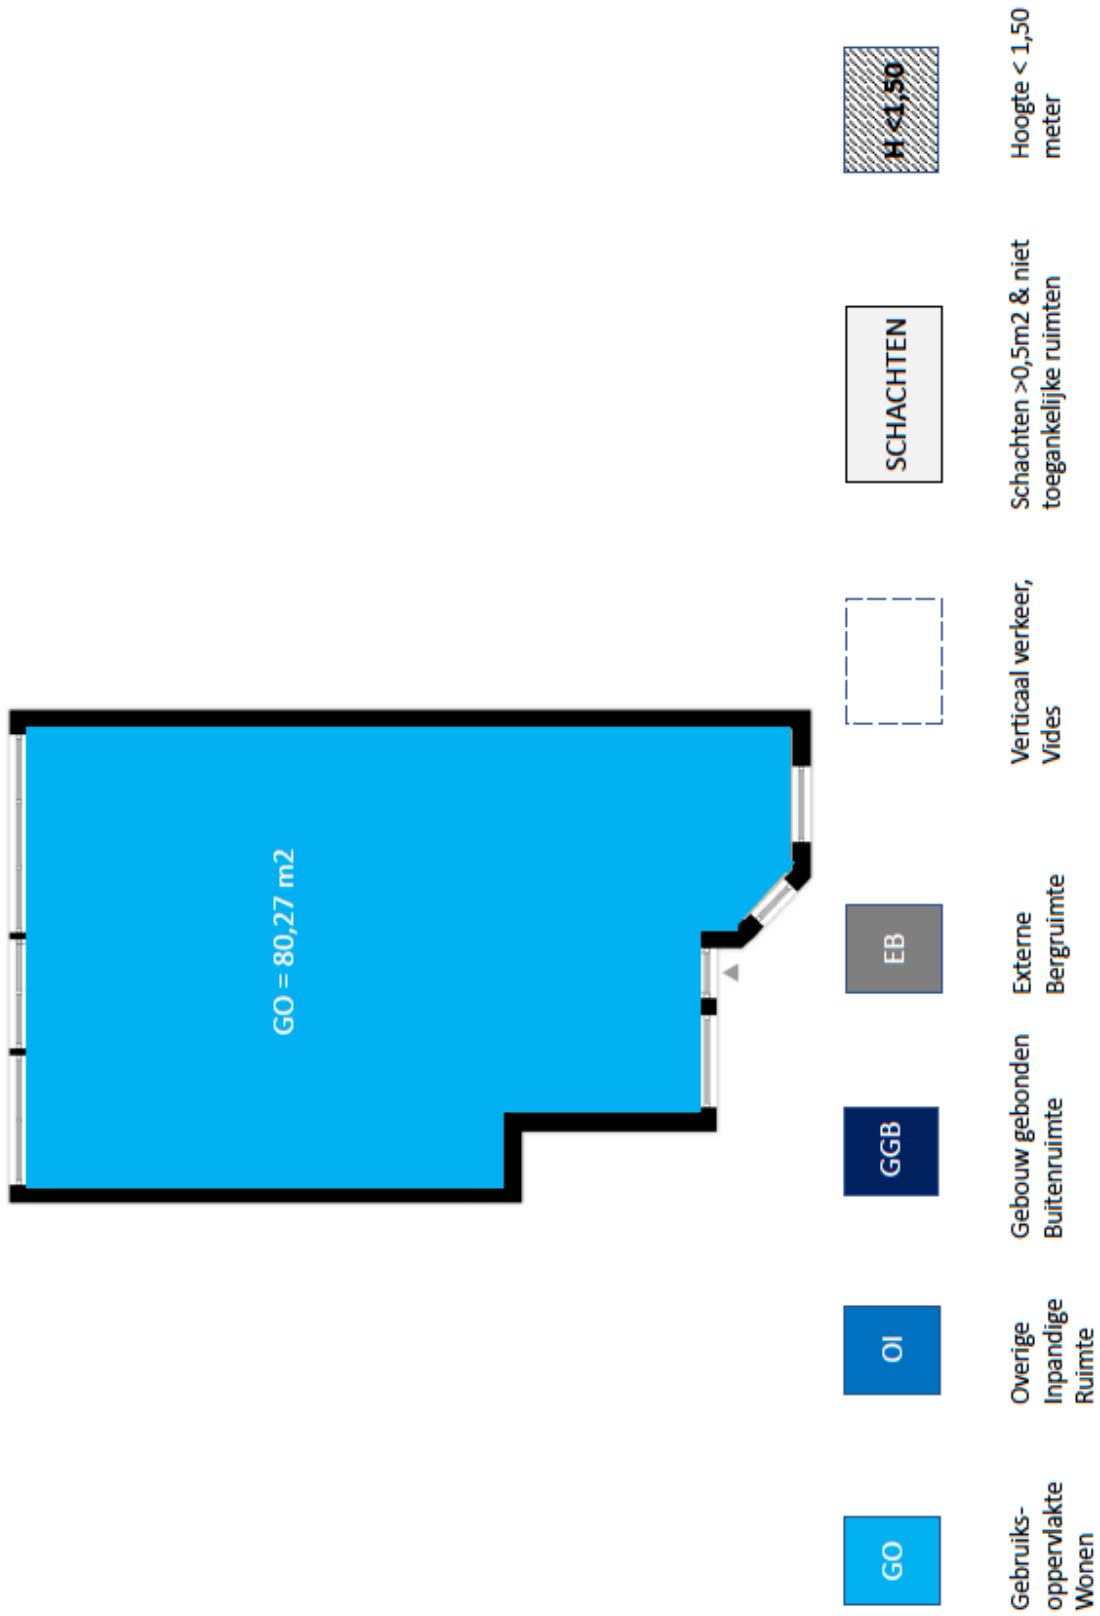 GO = 80,27 m2
GO
Gebruiks-
oppervlakte
Wonen
OI
Overige
Inpandige
Ruimte
GGB
Gebouw gebonden
Buitenruimte
EB
Externe
Bergruimte
Verticaal verkeer,
Vides
SCHACHTEN
Schachten >0,5m2 & niet
toegankelijke ruimten
H <1,50
Hoogte < 1,50
meter